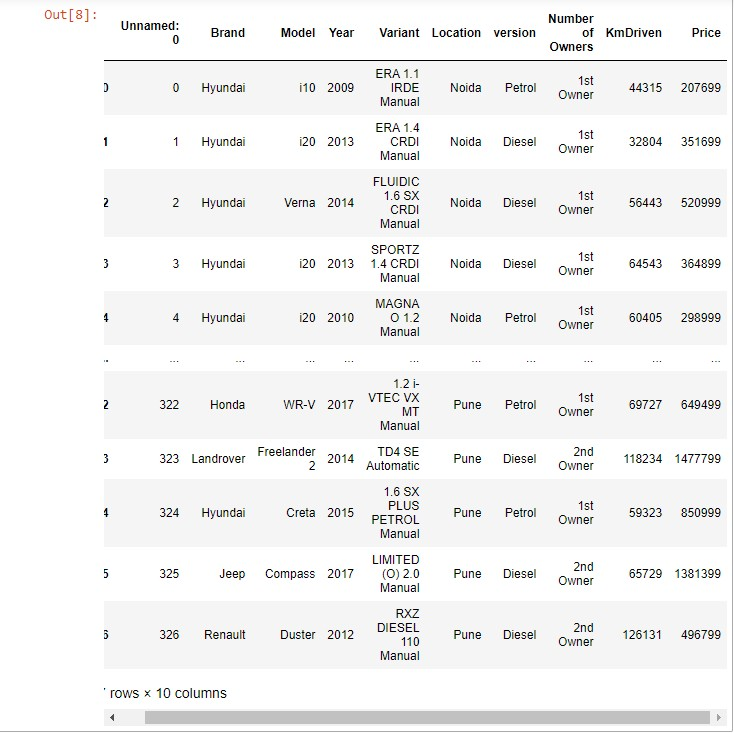 Out[8]:
Unnamed: 0 Brand Model Year Variant Location version Number of Owners KmDriven Price
0 Hyundai i10 2009 ERA 1.1 IRDE Manual Noida Petrol 1st Owner 44315 207699
1 1 Hyundai i20 2013 ERA 1.4 CRDI Manual Noida Diesel 1st Owner 32804 351699
2 2 Hyundai Verna 2014 FLUIDIC 1.6 SX CRDI Manual Noida Diesel 1st Owner 56443 520999
3 3 Hyundai i20 2013 SPORTZ 1.4 CRDI Manual Noida Diesel 1st Owner 64543 364899
4 4 Hyundai i20 2010 MAGNA O 1.2 Manual Noida Petrol 1st Owner 60405 298999
... ... ... ... ... ... ... ... ... ...
2 322 Honda WR-V 2017 1.2 i-VTEC VX MT Manual Pune Petrol 1st Owner 69727 649499
3 323 Landrover Freelander 2 2014 TD4 SE Automatic Pune Diesel 2nd Owner 118234 1477799
4 324 Hyundai Creta 2015 1.6 SX PLUS PETROL Manual Pune Petrol 1st Owner 59323 850999
5 325 Jeep Compass 2017 LIMITED (O) 2.0 Manual Pune Diesel 2nd Owner 65729 1381399
6 326 Renault Duster 2012 RXZ DIESEL 110 Manual Pune Diesel 2nd Owner 126131 496799
rows × 10 columns